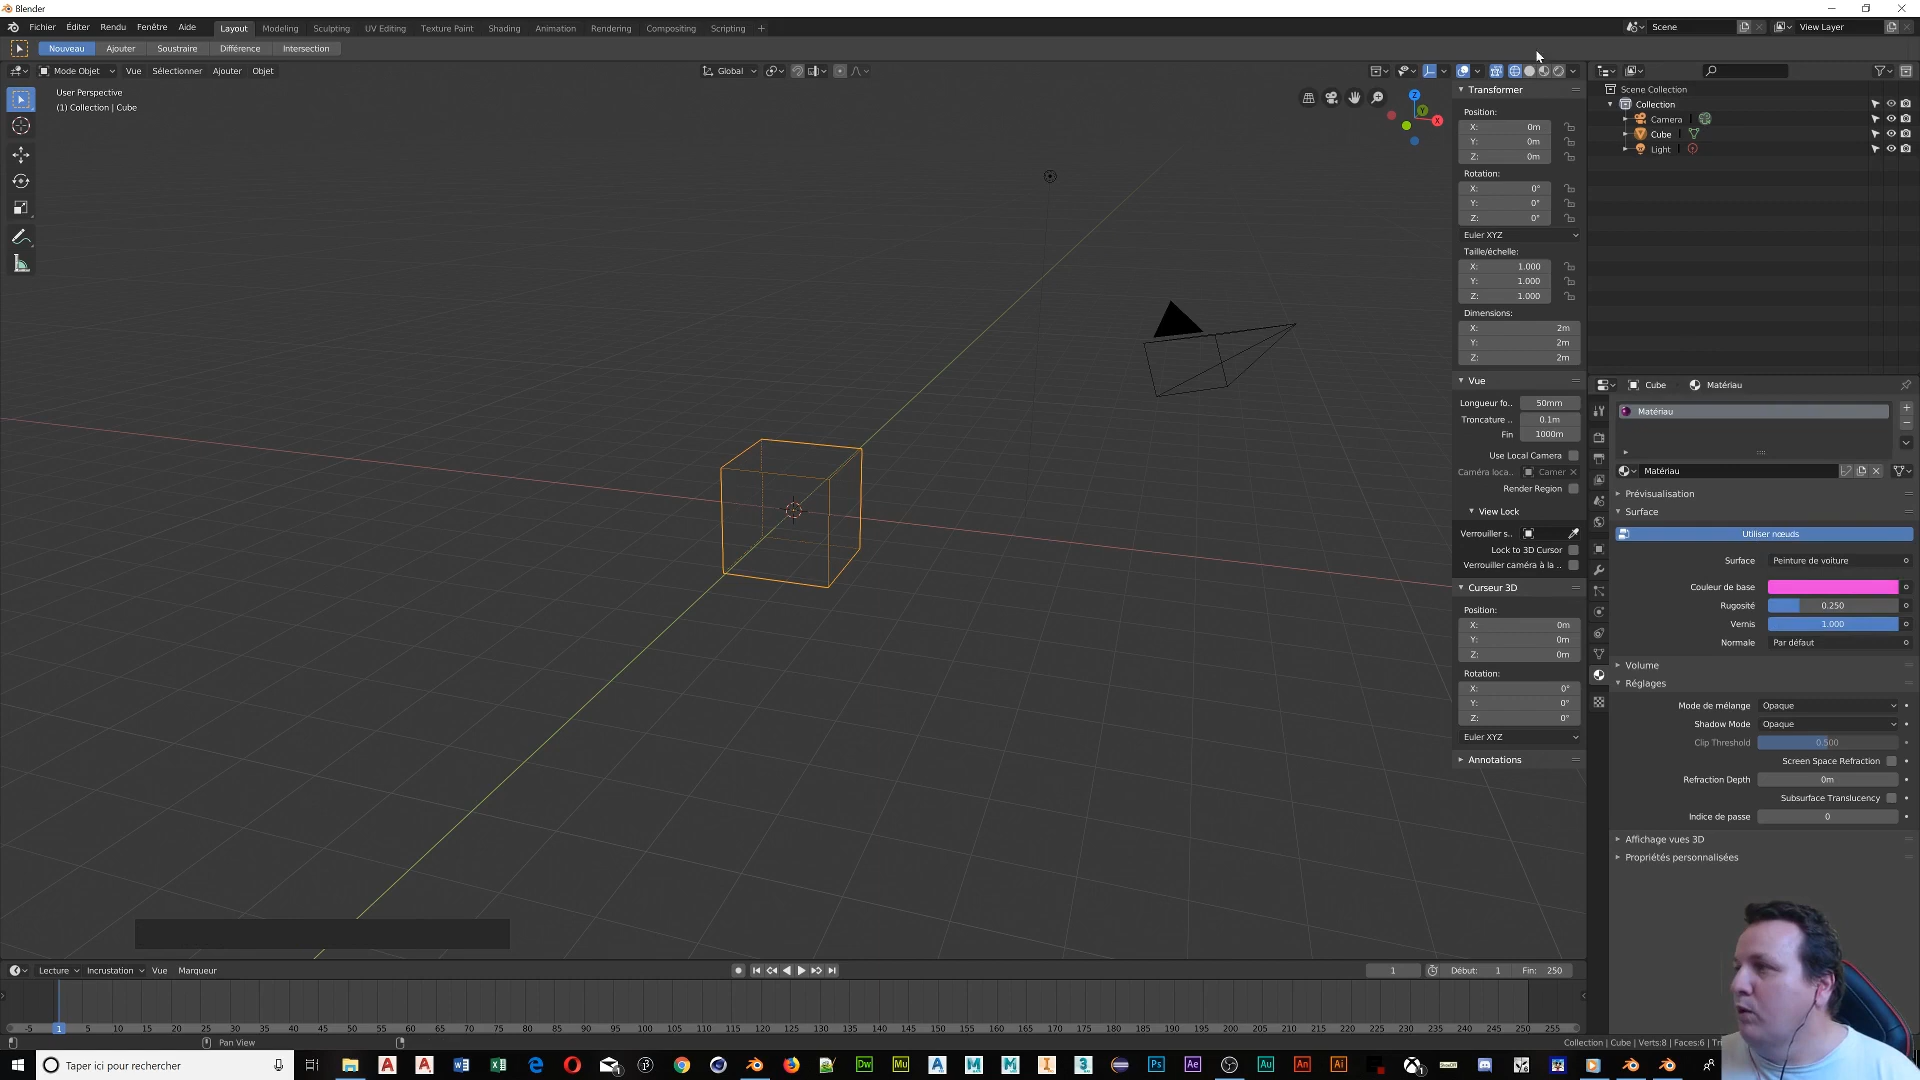 Blender
Fichier Éditer Rendu Fenêtre Aide Layout Modeling Sculpting UV Editing Texture Paint Shading Animation Rendering Compositing Scripting + Scene View Layer
Nouveau Ajouter Soustraire Différence Intersection
Mode Objet Vue Sélectionner Ajouter Objet Global
User Perspective
(1) Collection | Cube
Z
Y
X
Transformer
Position:
X: 0m
Y: 0m
Z: 0m
Rotation:
X: 0°
Y: 0°
Z: 0°
Euler XYZ
Taille/échelle:
X: 1.000
Y: 1.000
Z: 1.000
Dimensions:
X: 2m
Y: 2m
Z: 2m
Vue
Longueur fo.. 50mm
Troncature .. 0.1m
Fin 1000m
Use Local Camera
Caméra loca.. Camer
Render Region
View Lock
Verrouiller s..
Lock to 3D Cursor
Verrouiller caméra à la ..
Curseur 3D
Position:
X: 0m
Y: 0m
Z: 0m
Rotation:
X: 0°
Y: 0°
Z: 0°
Euler XYZ
Annotations
Scene Collection
Collection
Camera
Cube
Light
Cube Matériau
Matériau
Matériau
Prévisualisation
Surface
Utiliser nœuds
Surface Peinture de voiture
Couleur de base
Rugosité 0.250
Vernis 1.000
Normale Par défaut
Volume
Réglages
Mode de mélange Opaque
Shadow Mode Opaque
Clip Threshold 0.500
Screen Space Refraction
Refraction Depth 0m
Subsurface Translucency
Indice de passe 0
Affichage vues 3D
Propriétés personnalisées
Lecture Incrustation Vue Marqueur 1 Début: 1 Fin: 250
-5 1 5 10 15 20 25 30 35 40 45 50 55 60 65 70 75 80 85 90 95 100 105 110 115 120 125 130 135 140 145 150 155 160 165 170 175 180 185 190 195 200 205 210 215 220 225 230 235 240 245 250 255
Pan View Collection | Cube | Verts:8 | Faces:6 | Tri
Taper ici pour rechercher Dw Mu Ps Ae Au An Ai